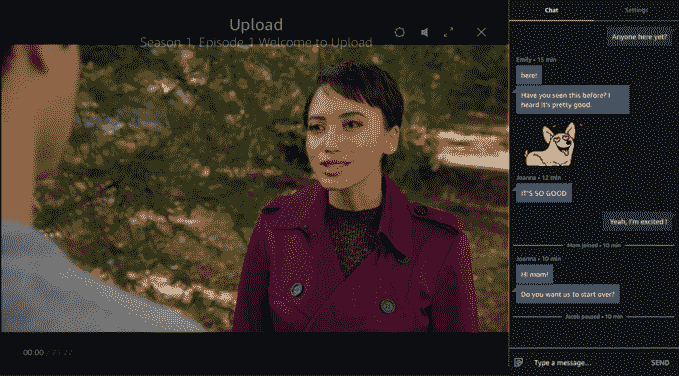 Upload
Season 1, Episode 1 Welcome to Upload
00:00
Chat
Settings
Anyone here yet?
Emily • 15 min
here!
Have you seen this before? I
heard it's pretty good.
Joanna • 12 min
IT'S SO GOOD
Yeah, I'm excited !
Mom joined • 10 min
Joanna • 10 min
Hi mom!
Do you want us to start over?
Jacob paused • 10 min
Type a message...
SEND